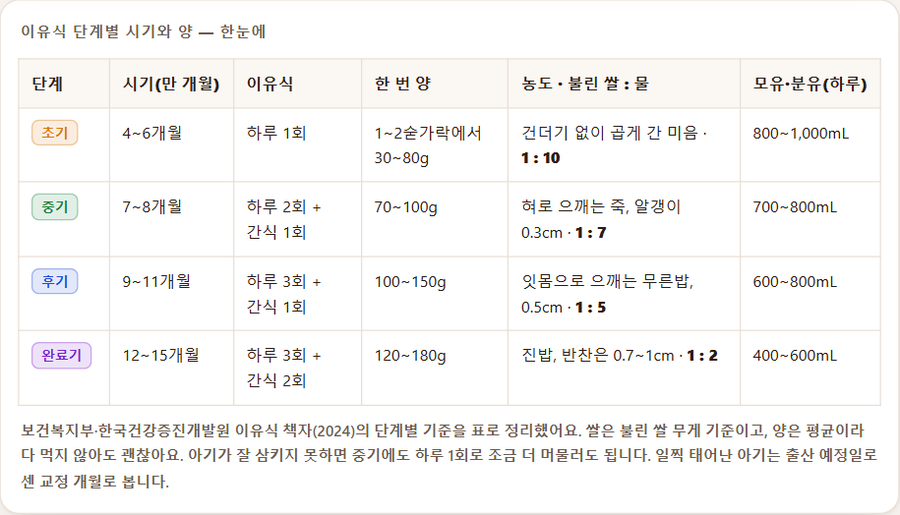 이유식 단계별 시기와 양 — 한눈에
단계 시기(만 개월) 이유식 한 번 양 농도 · 불린 쌀 : 물 모유·분유(하루)
초기 4~6개월 하루 1회 1~2숟가락에서 건더기 없이 곱게 간 미음 · 800~1,000mL
30~80g 1 : 10
중기 7~8개월 하루 2회 + 70~100g 혀로 으깨는 죽, 알갱이 700~800mL
간식 1회 0.3cm · 1 : 7
후기 9~11개월 하루 3회 + 100~150g 잇몸으로 으깨는 무른밥, 600~800mL
간식 1회 0.5cm · 1 : 5
완료기 12~15개월 하루 3회 + 120~180g 진밥, 반찬은 0.7~1cm · 1 : 2 400~600mL
간식 2회
보건복지부·한국건강증진개발원 이유식 책자(2024)의 단계별 기준을 표로 정리했어요. 쌀은 불린 쌀 무게 기준이고, 양은 평균이라
다 먹지 않아도 괜찮아요. 아기가 잘 삼키지 못하면 중기에도 하루 1회로 조금 더 머물러도 됩니다. 일찍 태어난 아기는 출산 예정일로
센 교정 개월로 봅니다.